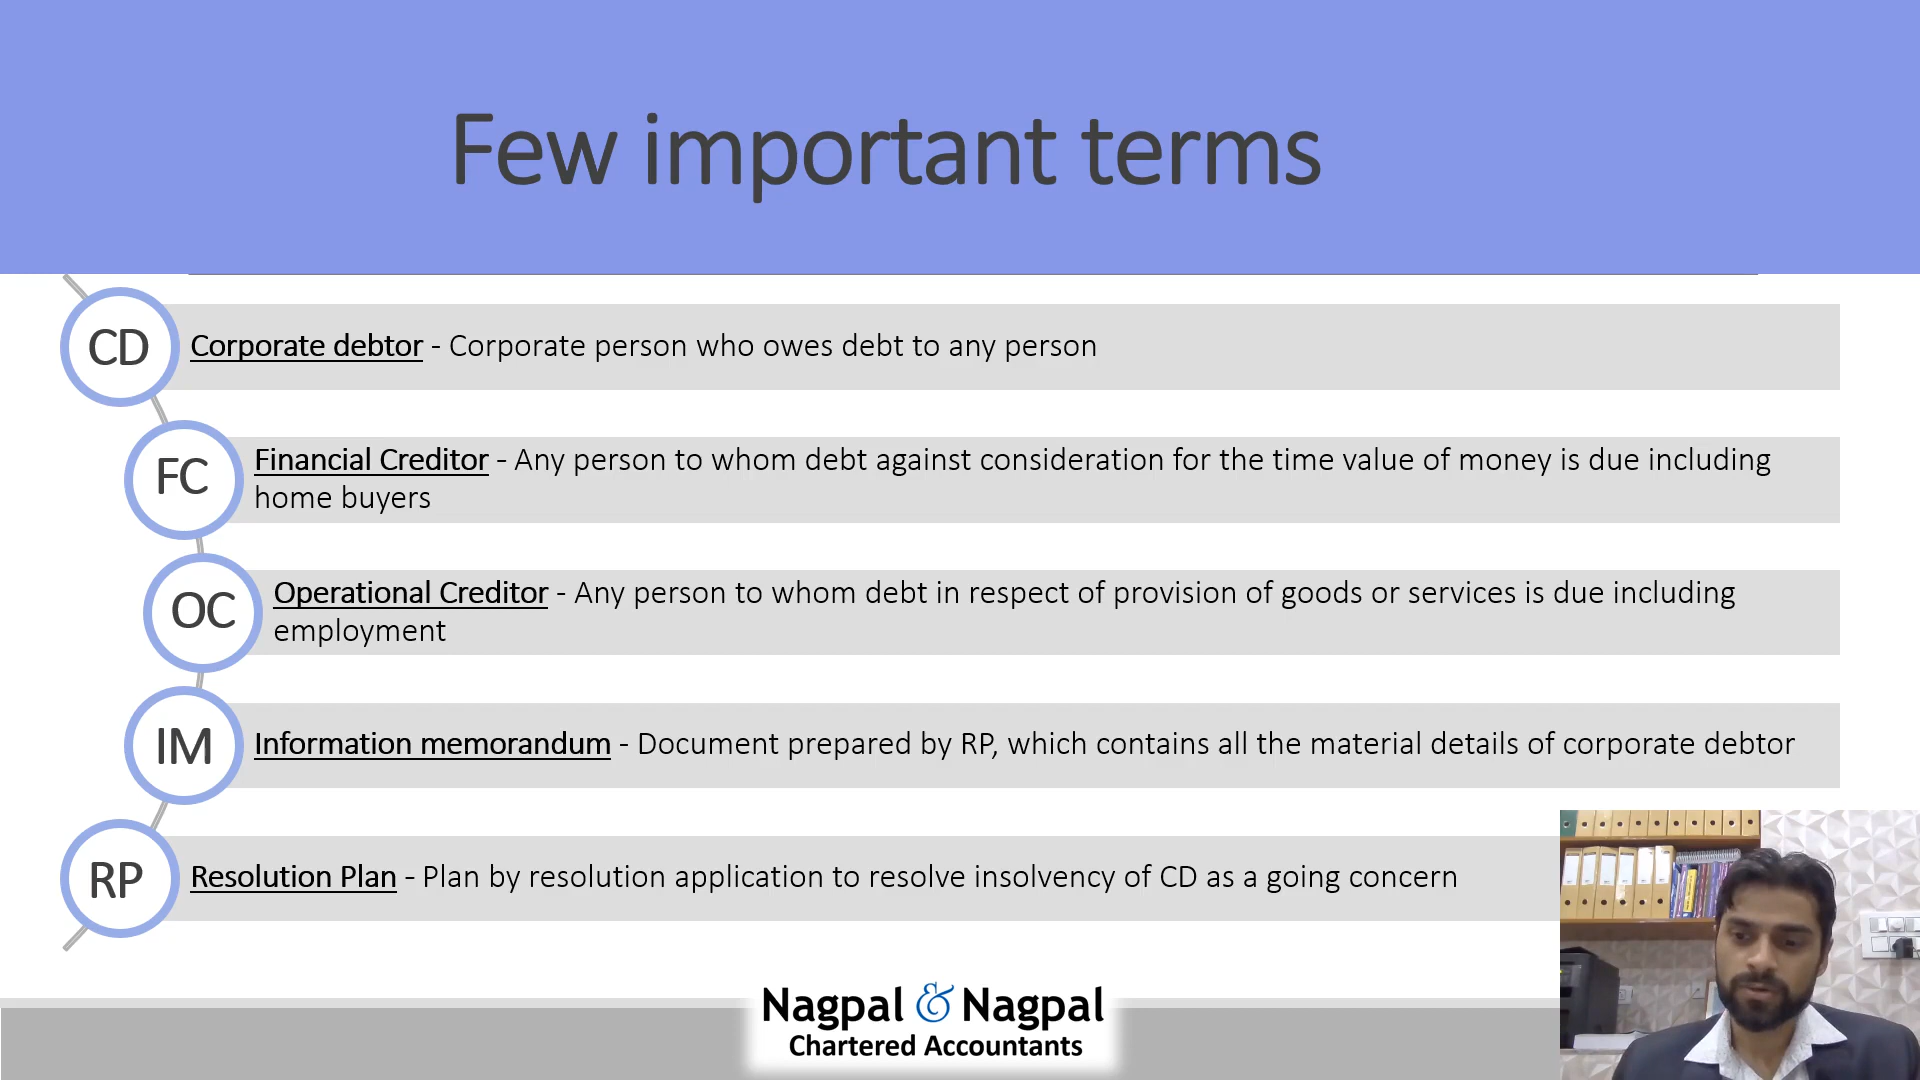 Few important terms
CD
Corporate debtor - Corporate person who owes debt to any person
FC
Financial Creditor - Any person to whom debt against consideration for the time value of money is due including
home buyers
OC
Operational Creditor - Any person to whom debt in respect of provision of goods or services is due including
employment
IM
Information memorandum - Document prepared by RP, which contains all the material details of corporate debtor
RP
Resolution Plan - Plan by resolution application to resolve insolvency of CD as a going concern
Nagpal & Nagpal
Chartered Accountants